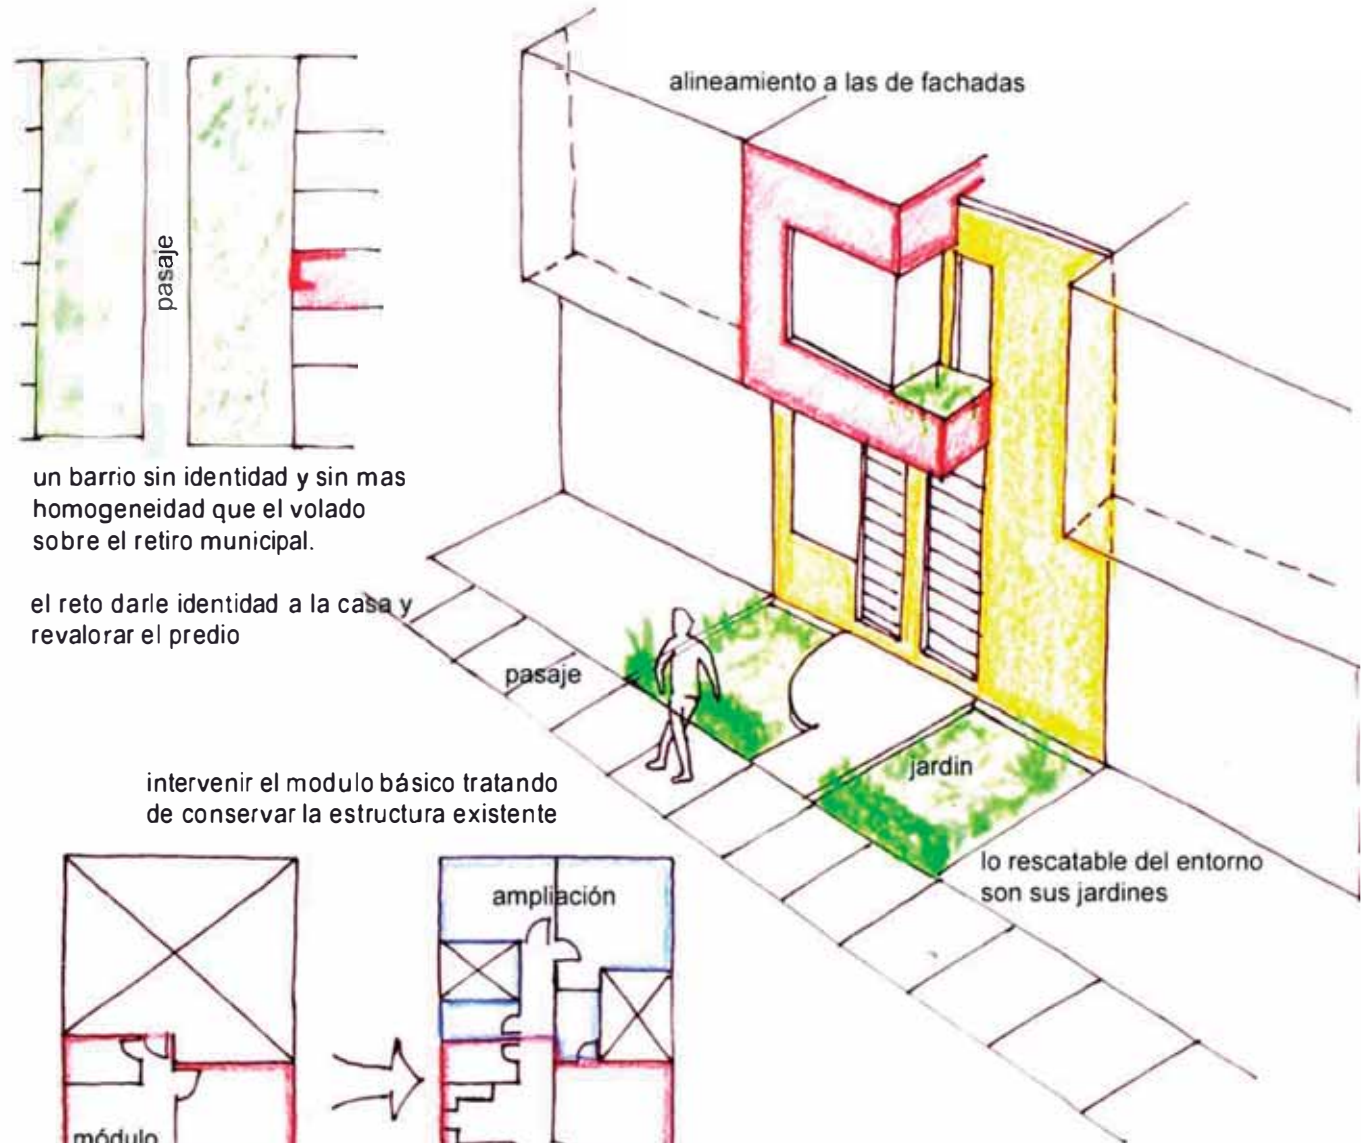 alineamiento a las de fachadas
pasaje
un barrio sin identidad y sin mas
homogeneidad que el volado
sobre el retiro municipal.
el reto darle identidad a la casa y
revalorar el predio
pasaje
jardin
intervenir el modulo básico tratando
de conservar la estructura existente
lo rescatable del entorno
son sus jardines
ampliación
módulo